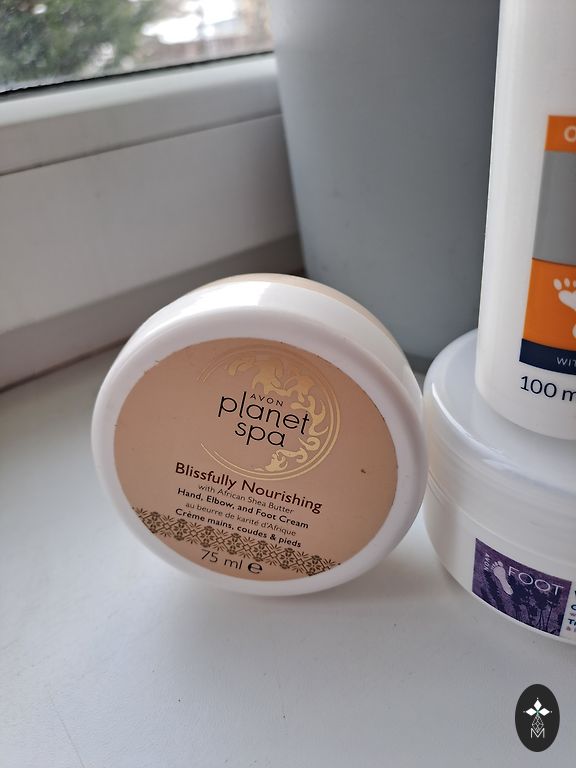 AVON
planet
spa
Blissfully Nourishing
with African Shea Butter
Hand, Elbow, and Foot Cream
au beurre de karité d'Afrique
Crème mains, coudes & pieds
75 ml e
100 m
FOOT